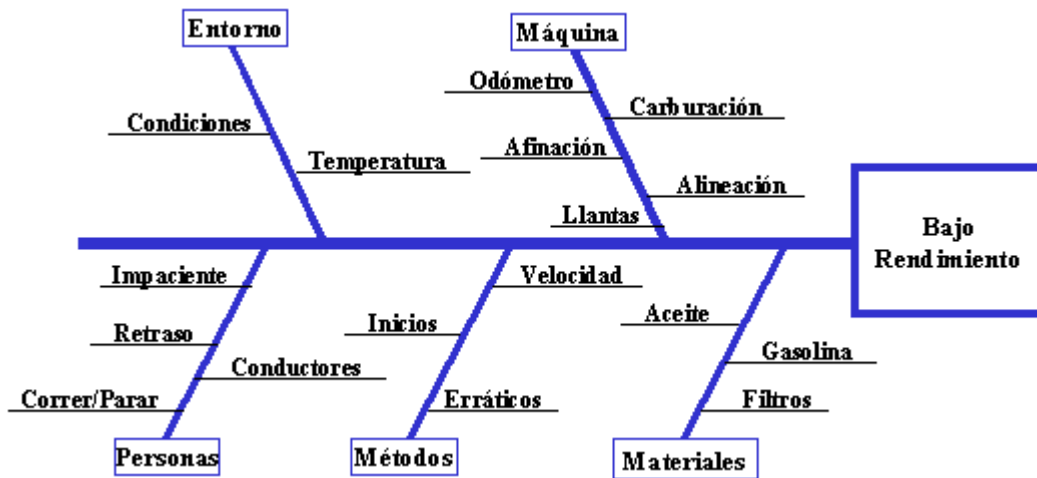 Entorno
Máquina
Odómetro
Carburación
Condiciones
Afinación
Temperatura
Alineación
Llantas
Bajo
Rendimiento
Impaciente
Velocidad
Inicios
Aceite
Retraso
Gasolina
Conductores
Correr/Parar
Erráticos
Filtros
Personas
Métodos
Materiales